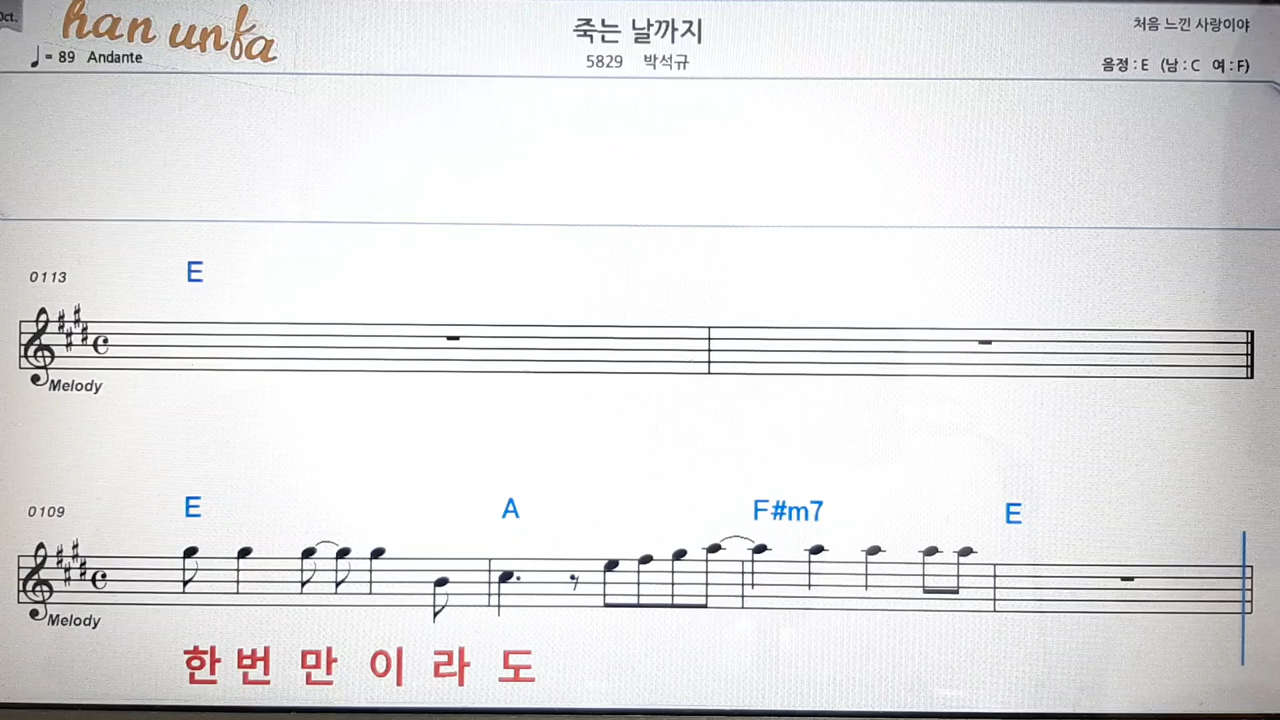 Oct.
han unfa
죽는 날까지
처음 느낀 사랑이야
♩= 89 Andante
5829 박석규
음정 : E (남 : C 여 : F)
0113
E
Melody
0109
E A F#m7 E
Melody
한 번 만 이 라 도